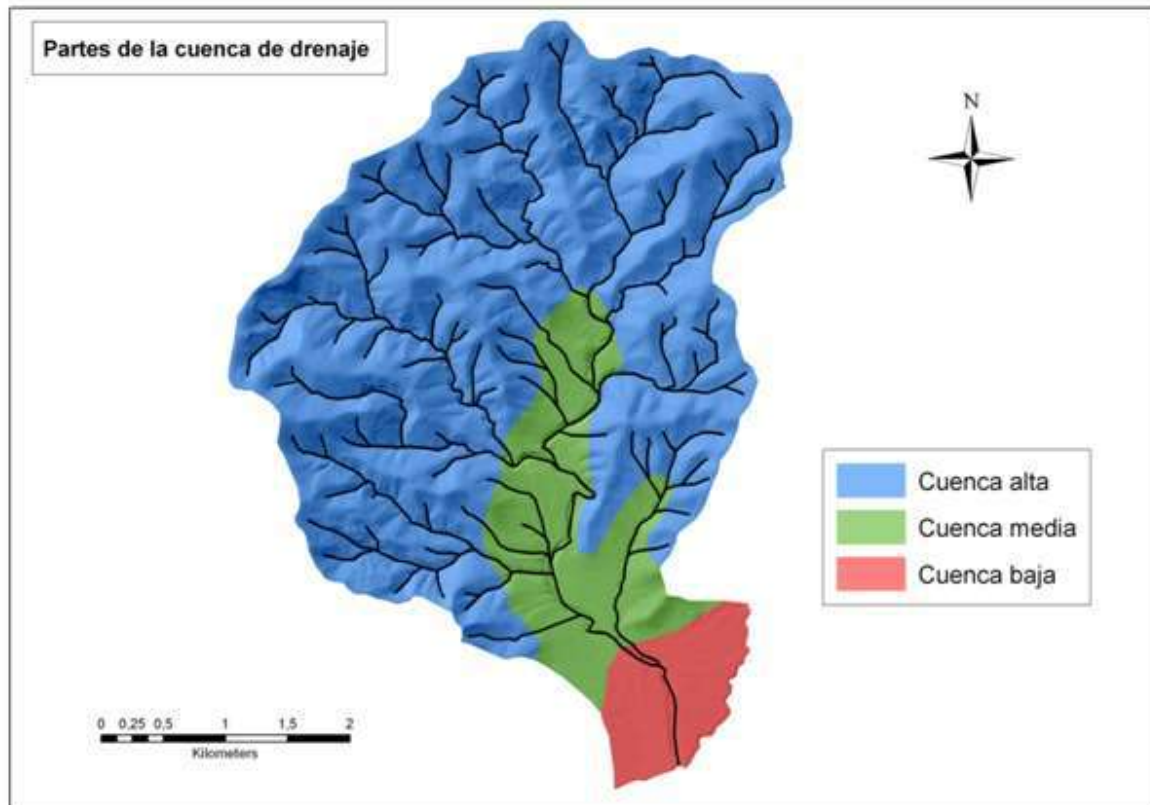 Partes de la cuenca de drenaje
N
Cuenca alta
Cuenca media
Cuenca baja
0 0,25 0,5 1 1,5 2
Kilometers